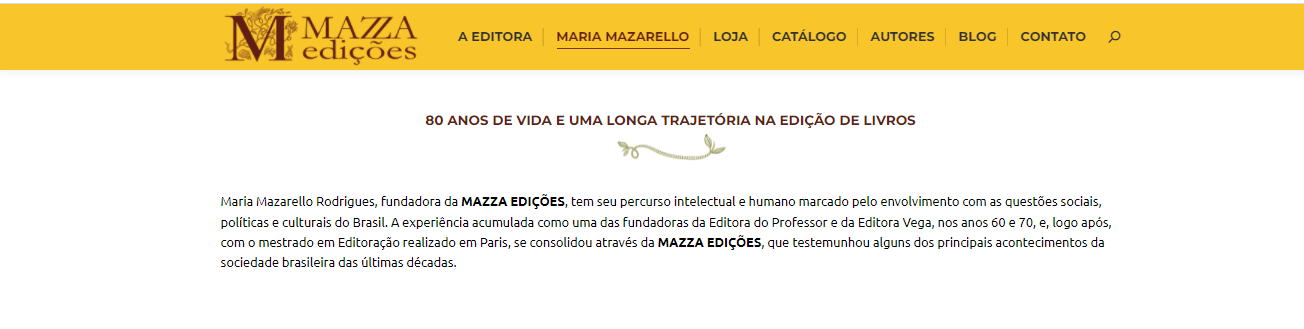 MAZZA
edições
A EDITORA
MARIA MAZARELLO
LOJA
CATÁLOGO
AUTORES
BLOG
CONTATO
80 ANOS DE VIDA E UMA LONGA TRAJETÓRIA NA EDIÇÃO DE LIVROS
Maria Mazarello Rodrigues, fundadora da MAZZA EDIÇÕES, tem seu percurso intelectual e humano marcado pelo envolvimento com as questões sociais,
políticas e culturais do Brasil. A experiência acumulada como uma das fundadoras da Editora do Professor e da Editora Vega, nos anos 60 e 70, e, logo após,
com o mestrado em Editoração realizado em Paris, se consolidou através da MAZZA EDIÇÕES, que testemunhou alguns dos principais acontecimentos da
sociedade brasileira das últimas décadas.